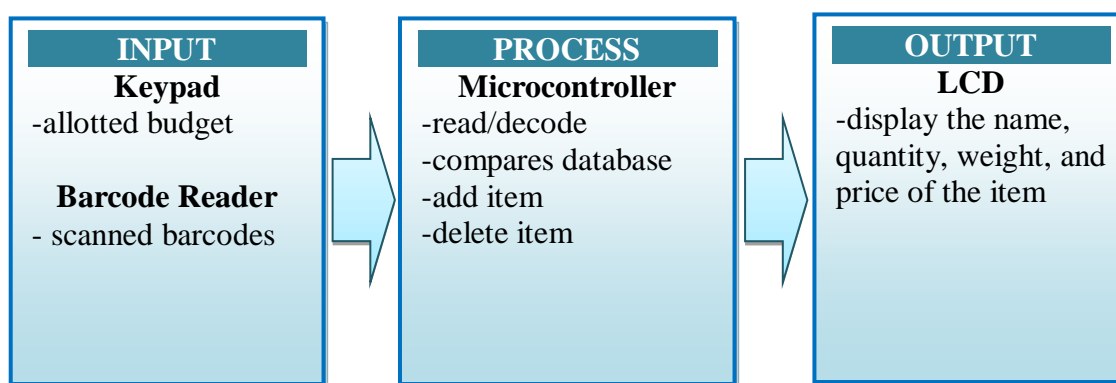 INPUT
Keypad
-allotted budget
Barcode Reader
- scanned barcodes
PROCESS
Microcontroller
-read/decode
-compares database
-add item
-delete item
OUTPUT
LCD
-display the name,
quantity, weight, and
price of the item